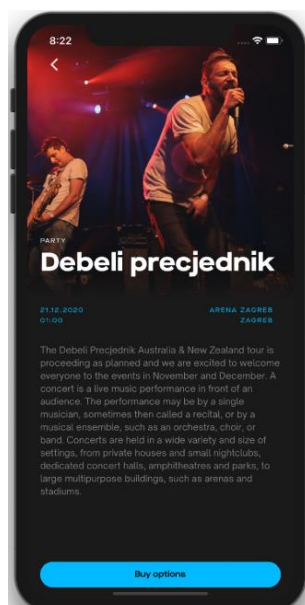 8:22
PARTY
Debeli precjednik
21.12.2020 ARENA ZAGREB
01:00 ZAGREB
The Debeli Precjednik Australia & New Zealand tour is
proceeding as planned and we are excited to welcome
everyone to the events in November and December. A
concert is a live music performance in front of an
audience. The performance may be by a single
musician, sometimes then called a recital, or by a
musical ensemble, such as an orchestra, choir, or
band. Concerts are held in a wide variety and size of
settings, from private houses and small nightclubs,
dedicated concert halls, amphitheatres and parks, to
large multipurpose buildings, such as arenas and
stadiums.
Buy options